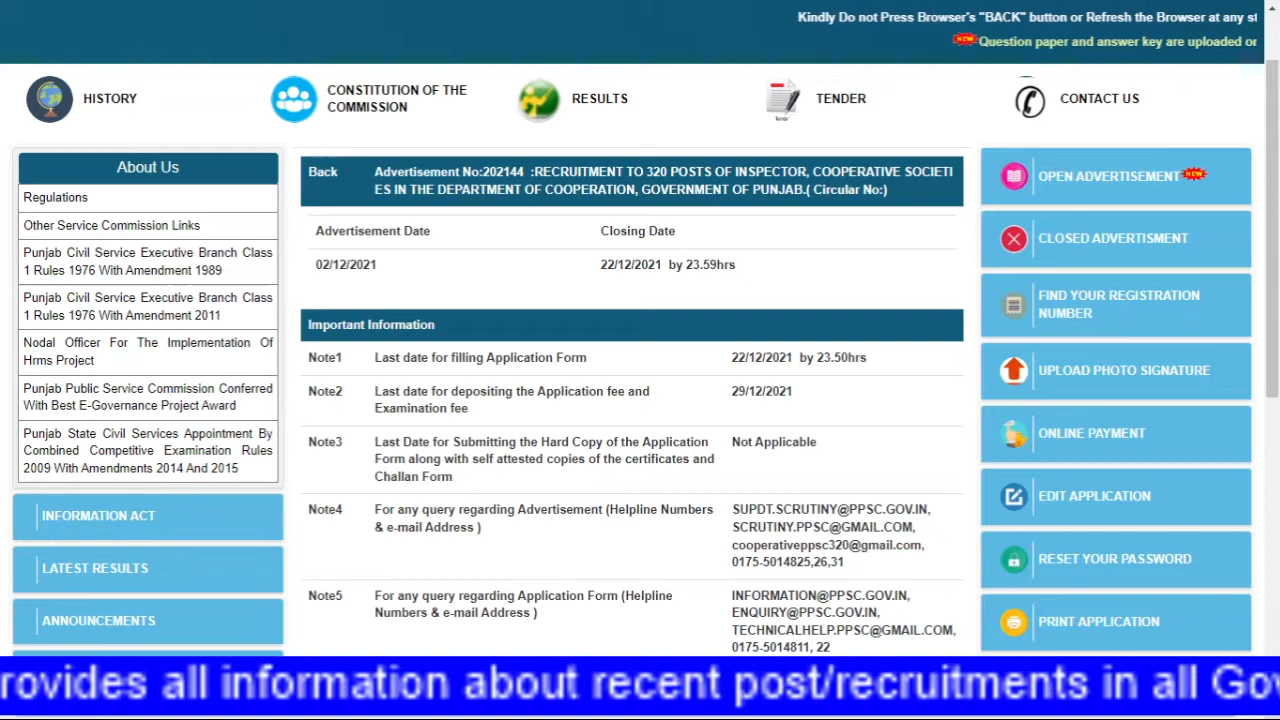 Kindly Do not Press Browser's "BACK" button or Refresh the Browser at any st
NEW Question paper and answer key are uploaded or
HISTORY
CONSTITUTION OF THE
COMMISSION
RESULTS
Tender
TENDER
CONTACT US
About Us
Regulations
Other Service Commission Links
Punjab Civil Service Executive Branch Class
1 Rules 1976 With Amendment 1989
Punjab Civil Service Executive Branch Class
1 Rules 1976 With Amendment 2011
Nodal Officer For The Implementation Of
Hrms Project
Punjab Public Service Commission Conferred
With Best E-Governance Project Award
Punjab State Civil Services Appointment By
Combined Competitive Examination Rules
2009 With Amendments 2014 And 2015
INFORMATION ACT
LATEST RESULTS
ANNOUNCEMENTS
Back Advertisement No:202144 :RECRUITMENT TO 320 POSTS OF INSPECTOR, COOPERATIVE SOCIETI
ES IN THE DEPARTMENT OF COOPERATION, GOVERNMENT OF PUNJAB.( Circular No:)
Advertisement Date Closing Date
02/12/2021 22/12/2021 by 23.59hrs
Important Information
Note1 Last date for filling Application Form 22/12/2021 by 23.50hrs
Note2 Last date for depositing the Application fee and 29/12/2021
Examination fee
Note3 Last Date for Submitting the Hard Copy of the Application Not Applicable
Form along with self attested copies of the certificates and
Challan Form
Note4 For any query regarding Advertisement (Helpline Numbers SUPDT.SCRUTINY@PPSC.GOV.IN,
& e-mail Address ) SCRUTINY.PPSC@GMAIL.COM,
cooperativeppsc320@gmail.com,
0175-5014825,26,31
Note5 For any query regarding Application Form (Helpline INFORMATION@PPSC.GOV.IN,
Numbers & e-mail Address ) ENQUIRY@PPSC.GOV.IN,
TECHNICALHELP.PPSC@GMAIL.COM,
0175-5014811, 22
OPEN ADVERTISEMENT NEW
CLOSED ADVERTISMENT
FIND YOUR REGISTRATION
NUMBER
UPLOAD PHOTO SIGNATURE
ONLINE PAYMENT
EDIT APPLICATION
RESET YOUR PASSWORD
PRINT APPLICATION
rovides all information about recent post/recruitments in all Gov